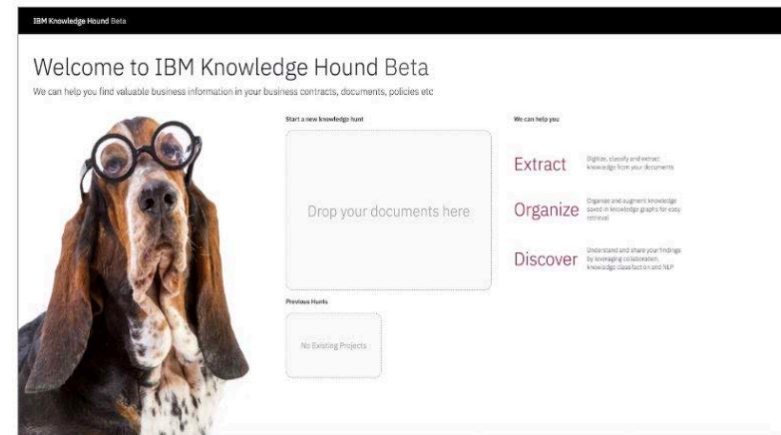 IBM Knowledge Hound Beta
Welcome to IBM Knowledge Hound Beta
We can help you find valuable business information in your business contracts, documents, policies etc
Start a new knowledge hunt
Drop your documents here
Previous Hunts
No Existing Projects
We can help you
Extract
Digitize, classify and extract
knowledge from your documents
Organize
Organize and augment knowledge
saved in knowledge graphs for easy
retrieval
Discover
Understand and share your findings
by leveraging collaboration,
knowledge classification and NLP